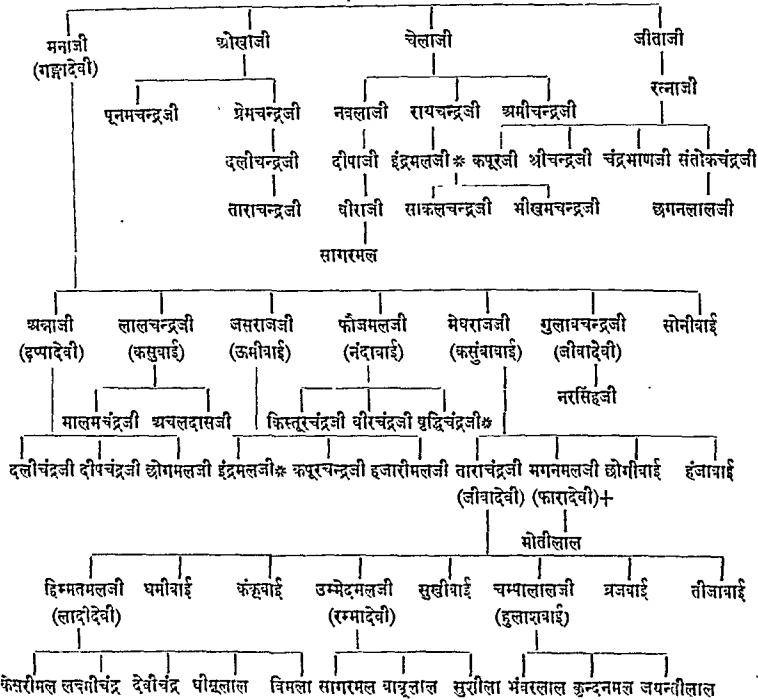 मनाजी ओखाजी चेलाजी जीताजी
(गङ्गादेवी) रत्नाजी
पूनमचन्द्रजी प्रेमचन्द्रजी नवलाजी रायचन्द्रजी अमीचन्द्रजी
दलीचन्द्रजी दीपाजी इंद्रमलजी* कपूरजी श्रीचन्द्रजी चंद्रभाणजी संतोकचंद्रजी
ताराचन्द्रजी वीराजी साकलचन्द्रजी भीखमचन्द्रजी छगनलालजी
सागरमल
अन्नाजी लालचन्द्रजी जसराजजी फौजमलजी मेघराजजी गुलाबचन्द्रजी सोनीबाई
(दप्पादेवी) (कसुबाई) (ऊमीबाई) (नंदाबाई) (कसुंबाबाई) (जीवादेवी)
नरसिंहजी
मालमचंद्रजी अचलदासजी किस्तूरचंद्रजी वीरचंद्रजी वृद्धिचंद्रजी*
दलीचंद्रजी दीपचंद्रजी छोगमलजी इंद्रमलजी* कपूरचन्द्रजी हजारीमलजी ताराचंद्रजी मगनमलजी छोगीबाई हंजाबाई
(जीवादेवी) (फारादेवी)+
मोतीलाल
हिम्मतमलजी घमीबाई कंकूबाई उम्मेदमलजी सुखीबाई चम्पालालजी व्रजबाई तीजाबाई
(लादीदेवी) (रम्मादेवी) (हुलाशबाई)
केसरीमल लक्ष्मीचंद्र देवीचंद्र घीसूलाल विमला सागरमल बाबूलाल सुशीला भंवरलाल कुन्दनमल जयन्तीलाल